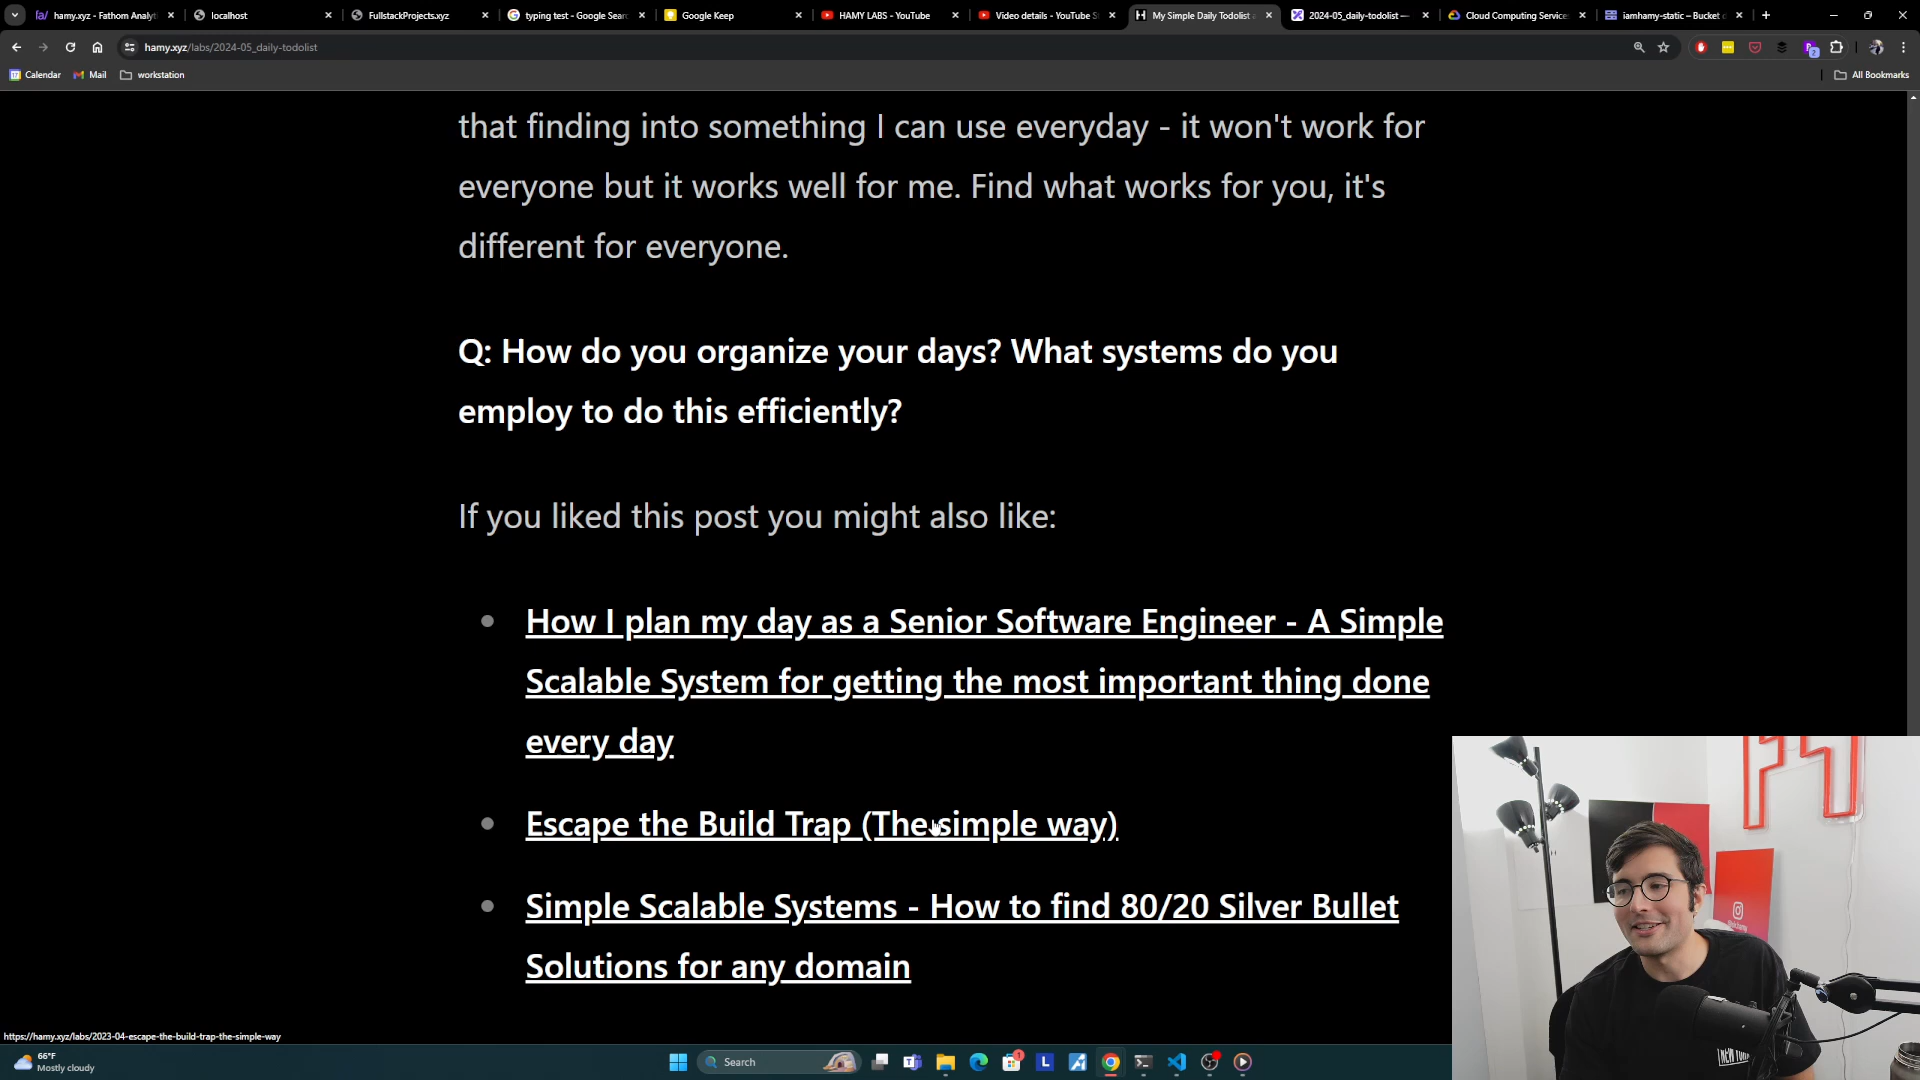 hamy.xyz - Fathom Analyt
localhost
FullstackProjects.xyz
typing test - Google Sear
Google Keep
HAMY LABS - YouTube
Video details - YouTube S
My Simple Daily Todolist
2024-05_daily-todolist —
Cloud Computing Service
iamhamy-static – Bucket
hamy.xyz/labs/2024-05_daily-todolist
Calendar
Mail
workstation
All Bookmarks
that finding into something I can use everyday - it won't work for
everyone but it works well for me. Find what works for you, it's
different for everyone.
Q: How do you organize your days? What systems do you
employ to do this efficiently?
If you liked this post you might also like:
How I plan my day as a Senior Software Engineer - A Simple
Scalable System for getting the most important thing done
every day
Escape the Build Trap (The simple way)
Simple Scalable Systems - How to find 80/20 Silver Bullet
Solutions for any domain
https://hamy.xyz/labs/2023-04-escape-the-build-trap-the-simple-way
66°F
Mostly cloudy
Search